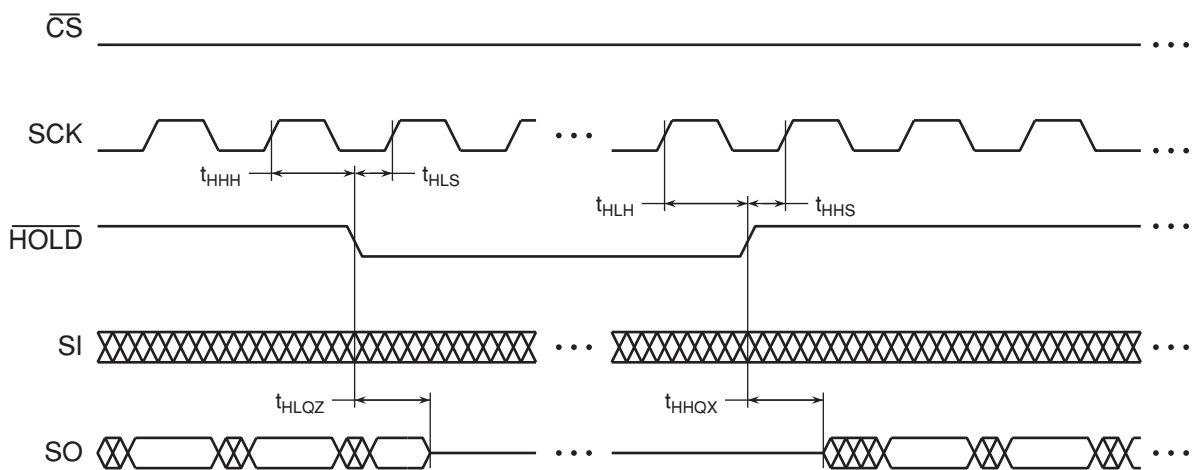 CS
SCK
tHHH
tHLS
tHLH
tHHS
HOLD
SI
tHLQZ
tHHQX
SO